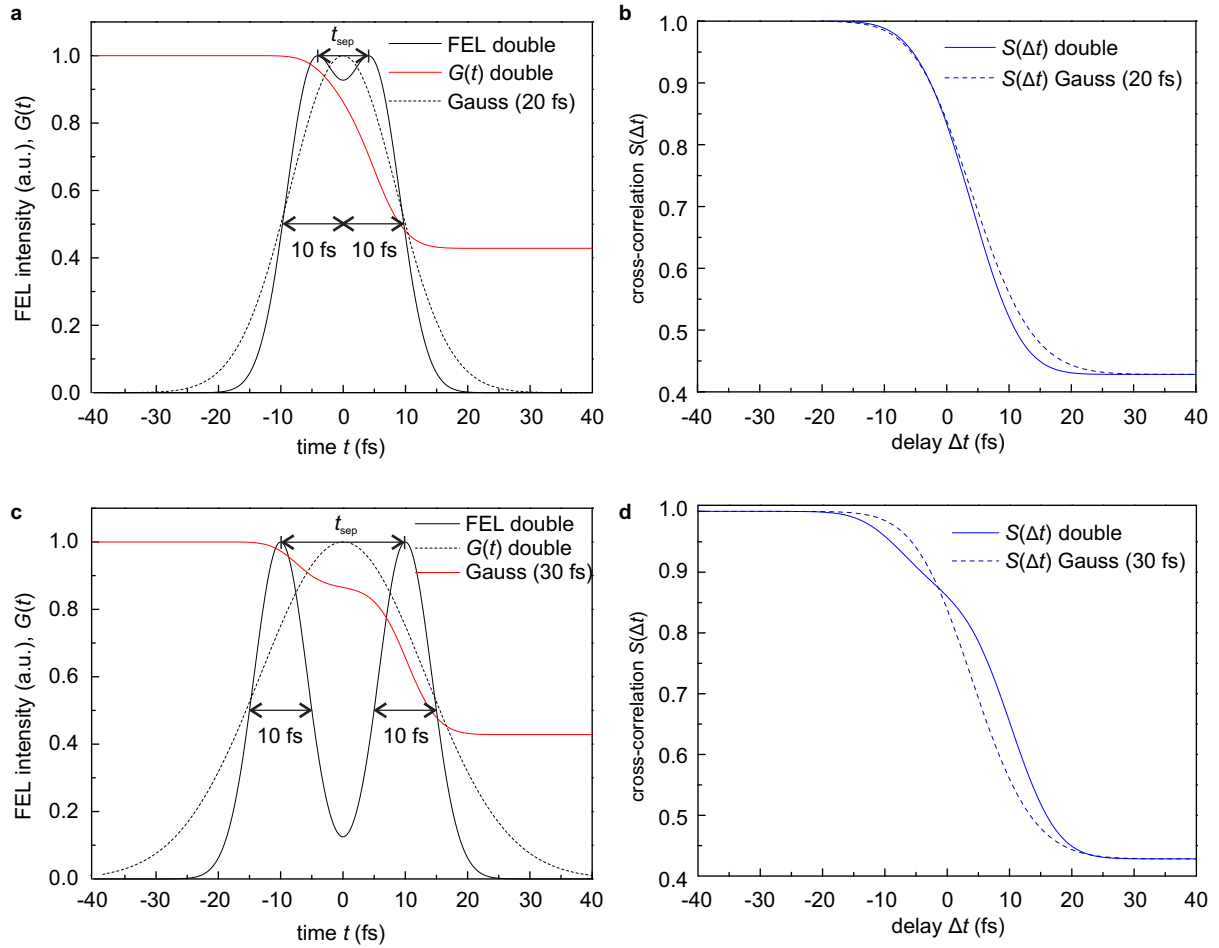 a
t_sep
FEL double
G(t) double
Gauss (20 fs)
10 fs 10 fs
FEL intensity (a.u.), G(t)
1.0
0.8
0.6
0.4
0.2
0.0
-40 -30 -20 -10 0 10 20 30 40
time t (fs)
b
S(Δt) double
S(Δt) Gauss (20 fs)
cross-correlation S(Δt)
1.0
0.9
0.8
0.7
0.6
0.5
0.4
-40 -30 -20 -10 0 10 20 30 40
delay Δt (fs)
c
t_sep
FEL double
G(t) double
Gauss (30 fs)
10 fs 10 fs
FEL intensity (a.u.), G(t)
1.0
0.8
0.6
0.4
0.2
0.0
-40 -30 -20 -10 0 10 20 30 40
time t (fs)
d
S(Δt) double
S(Δt) Gauss (30 fs)
cross-correlation S(Δt)
1.0
0.9
0.8
0.7
0.6
0.5
0.4
-40 -30 -20 -10 0 10 20 30 40
delay Δt (fs)